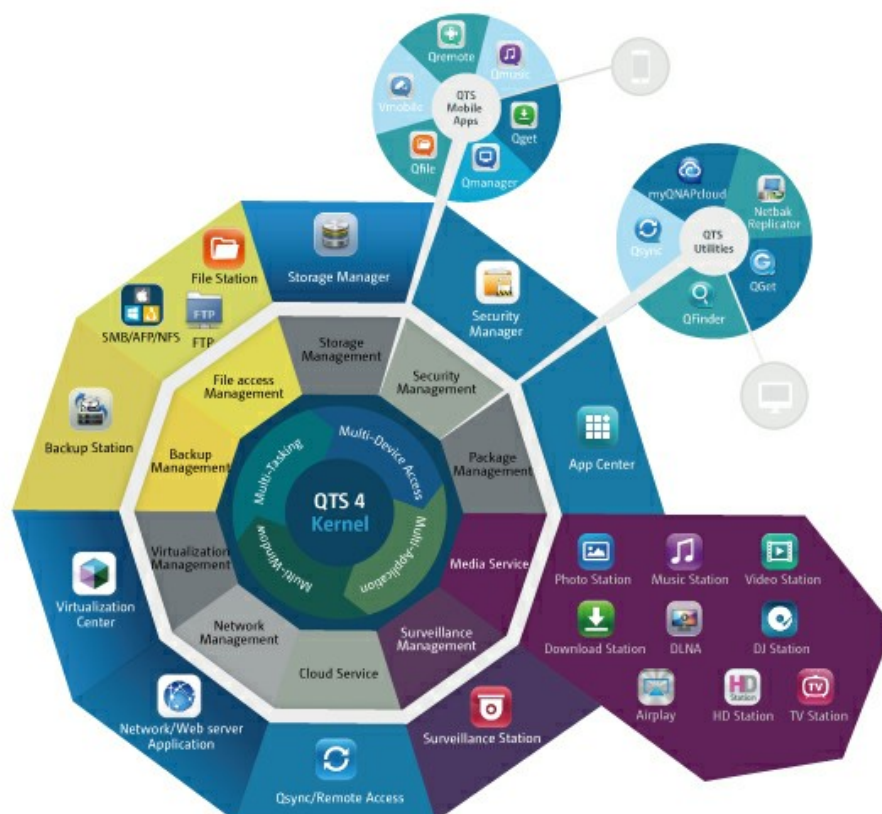 Qremote
Qmusic
Vmobile
QTS
Mobile
Apps
Qget
Qfile
Qmanager
myQNAPcloud
Netbak
Replicator
Qsync
QTS
Utilities
QGet
QFinder
File Station
Storage Manager
SMB/AFP/NFS
FTP
FTP
Security
Manager
Backup Station
App Center
Storage
Management
Security
Management
File access
Management
Backup
Management
Package
Management
Multi-Tasking
Multi-Device Access
QTS 4
Kernel
Multi-Window
Multi-Application
Virtualization
Management
Media Service
Network
Management
Surveillance
Management
Cloud Service
Virtualization
Center
Network/Web server
Application
Qsync/Remote Access
Surveillance Station
Photo Station
Music Station
Video Station
Download Station
DLNA
DJ Station
HD
Station
TV
Airplay
HD Station
TV Station